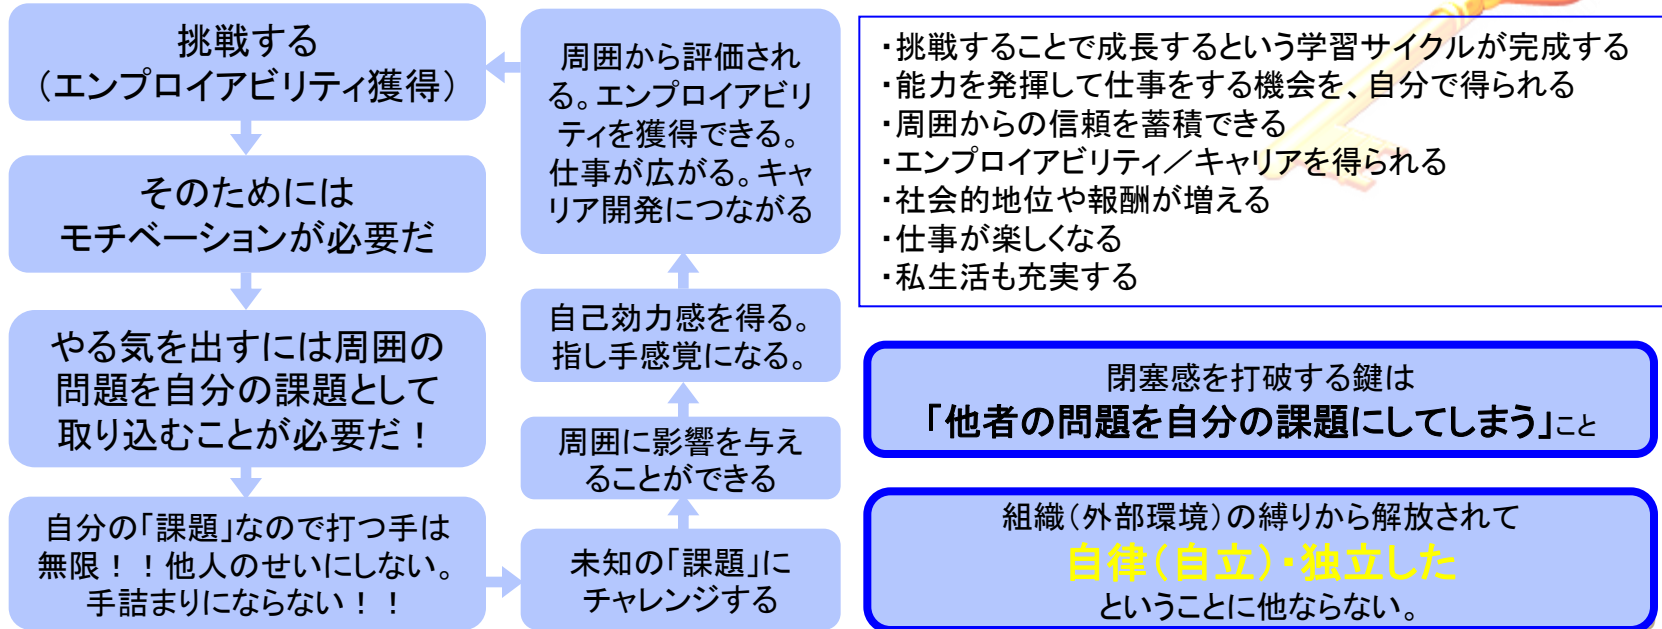 挑戦する
（エンプロイアビリティ獲得）
そのためには
モチベーションが必要だ
やる気を出すには周囲の
問題を自分の課題として
取り込むことが必要だ！
自分の「課題」なので打つ手は
無限！！他人のせいにしない。
手詰まりにならない！！
未知の「課題」に
チャレンジする
周囲に影響を与え
ることができる
自己効力感を得る。
指し手感覚になる。
周囲から評価され
る。エンプロイアビリ
ティを獲得できる。
仕事が広がる。キャ
リア開発につながる
・挑戦することで成長するという学習サイクルが完成する
・能力を発揮して仕事をする機会を、自分で得られる
・周囲からの信頼を蓄積できる
・エンプロイアビリティ／キャリアを得られる
・社会的地位や報酬が増える
・仕事が楽しくなる
・私生活も充実する
閉塞感を打破する鍵は
「他者の問題を自分の課題にしてしまう」こと
組織（外部環境）の縛りから解放されて
自律（自立）・独立した
ということに他ならない。